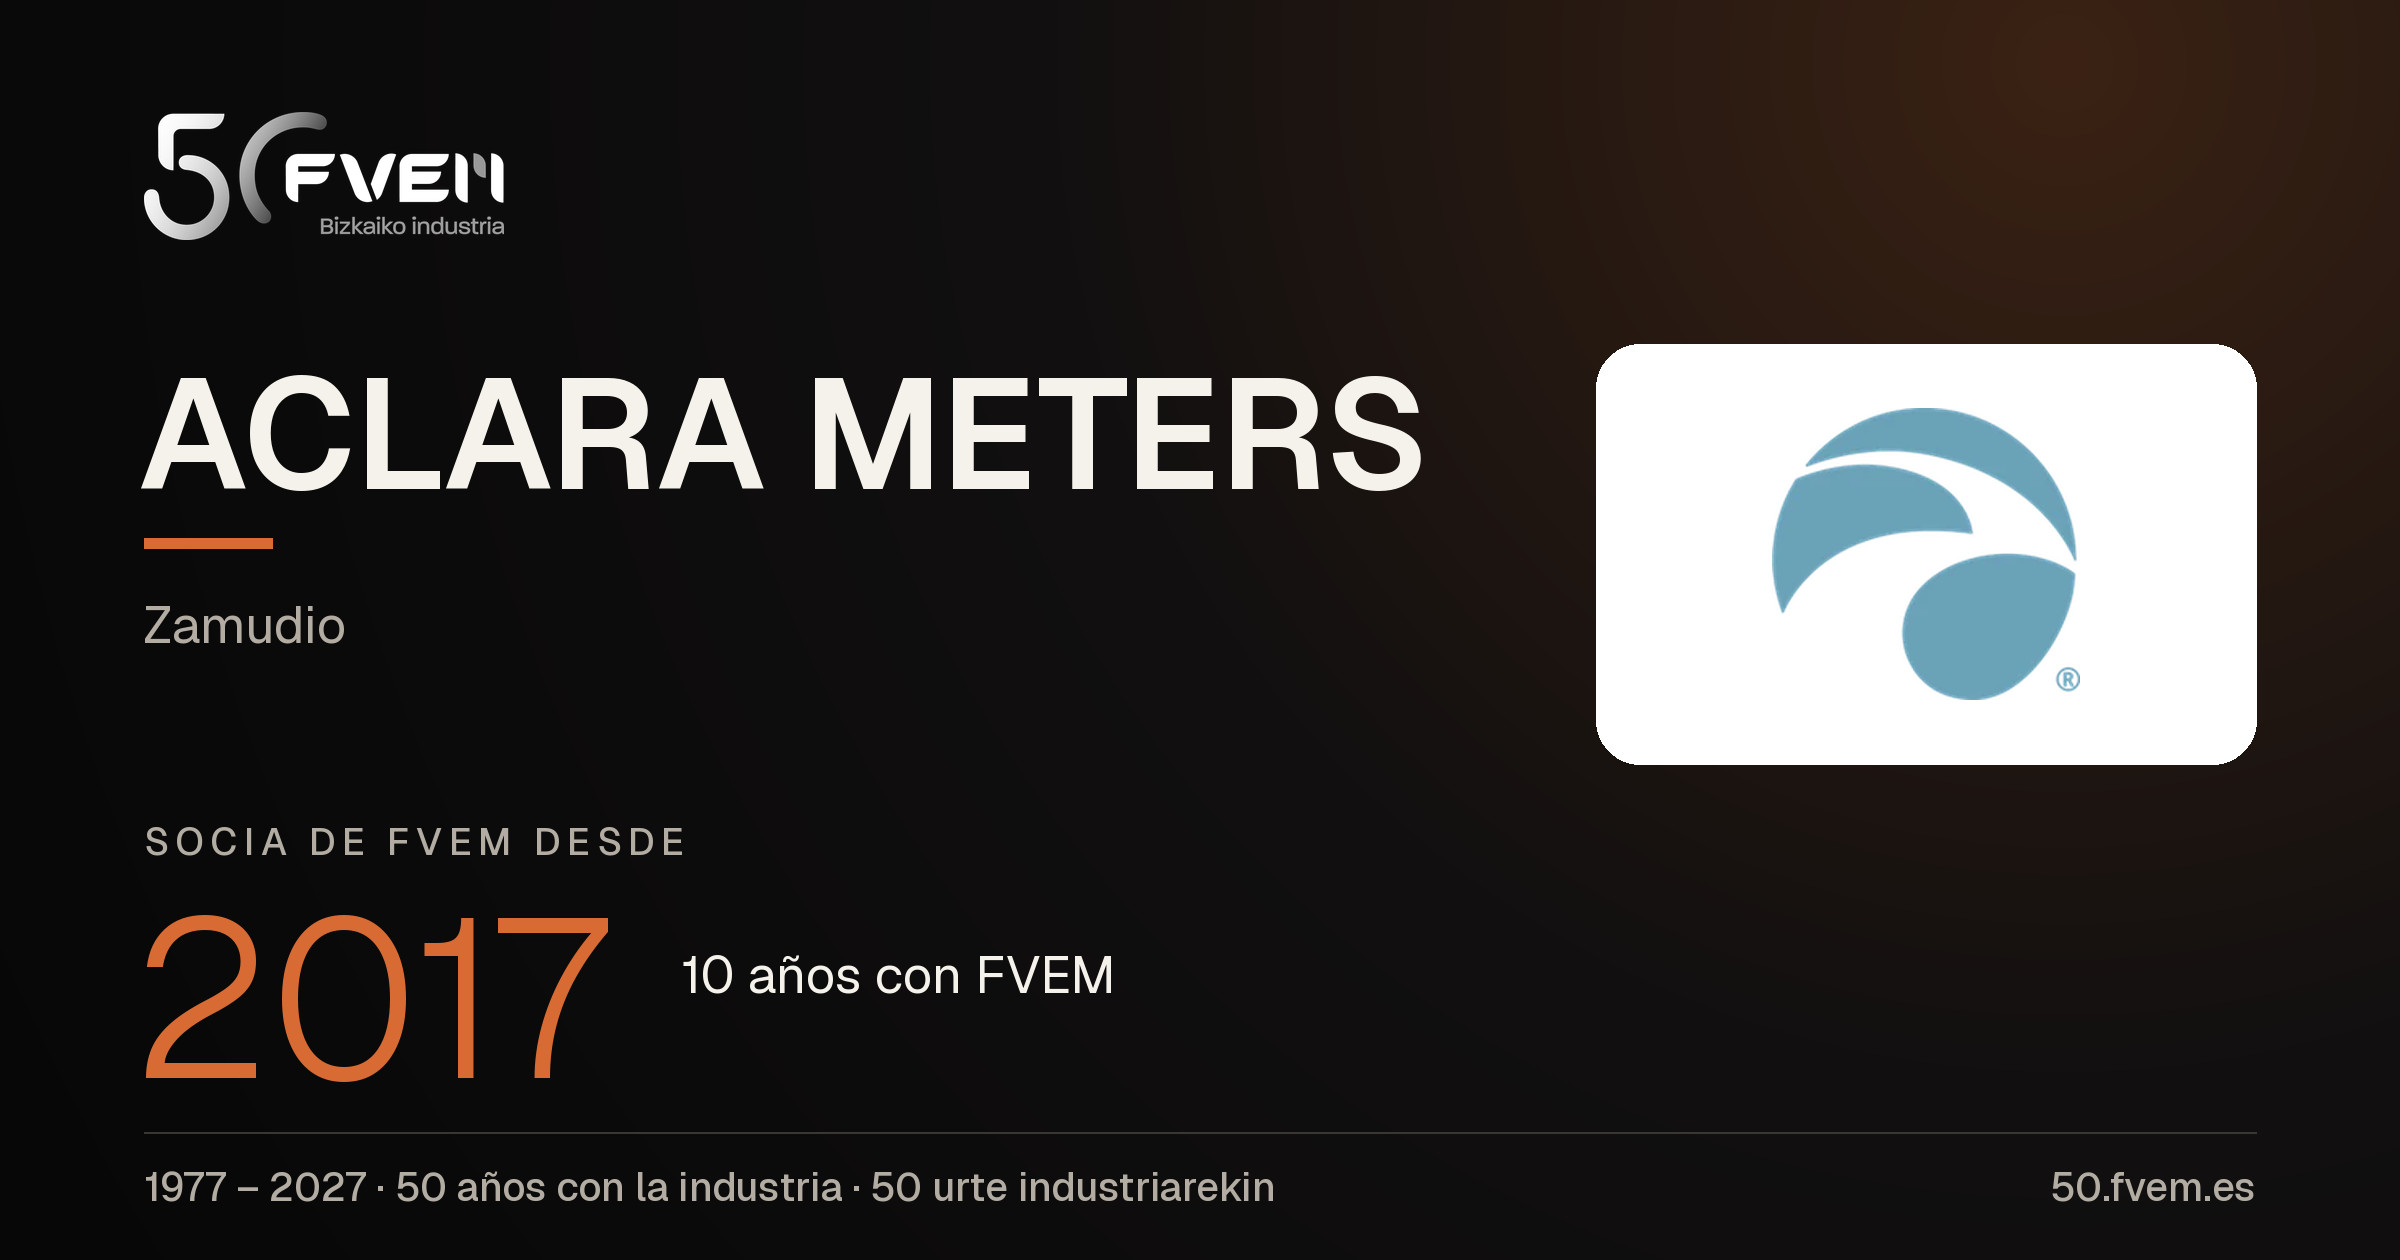 50 FVEM
Bizkaiko industria
ACLARA METERS
Zamudio
®
SOCIA DE FVEM DESDE
2017
10 años con FVEM
1977 – 2027 · 50 años con la industria · 50 urte industriarekin
50.fvem.es